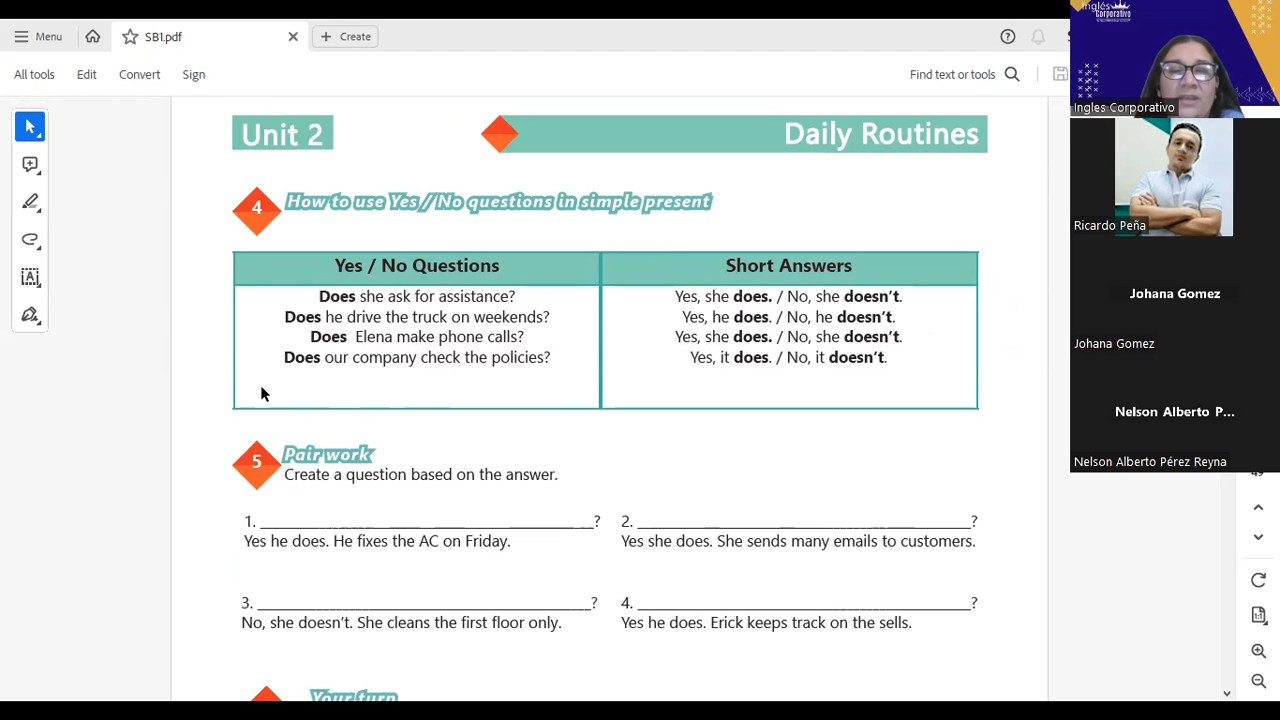 Menu
SB1.pdf
Create
All tools
Edit
Convert
Sign
Find text or tools
Unit 2
Daily Routines
4
How to use Yes / No questions in simple present
Yes / No Questions
Short Answers
Does she ask for assistance?
Yes, she does. / No, she doesn't.
Does he drive the truck on weekends?
Yes, he does. / No, he doesn't.
Does Elena make phone calls?
Yes, she does. / No, she doesn't.
Does our company check the policies?
Yes, it does. / No, it doesn't.
5
Pair work
Create a question based on the answer.
1. ______________________________________?
Yes he does. He fixes the AC on Friday.
2. ______________________________________?
Yes she does. She sends many emails to customers.
3. ______________________________________?
No, she doesn't. She cleans the first floor only.
4. ______________________________________?
Yes he does. Erick keeps track on the sells.
Your turn
Inglés
corporativo
Ingles Corporativo
Ricardo Peña
Johana Gomez
Johana Gomez
Nelson Alberto P...
Nelson Alberto Pérez Reyna